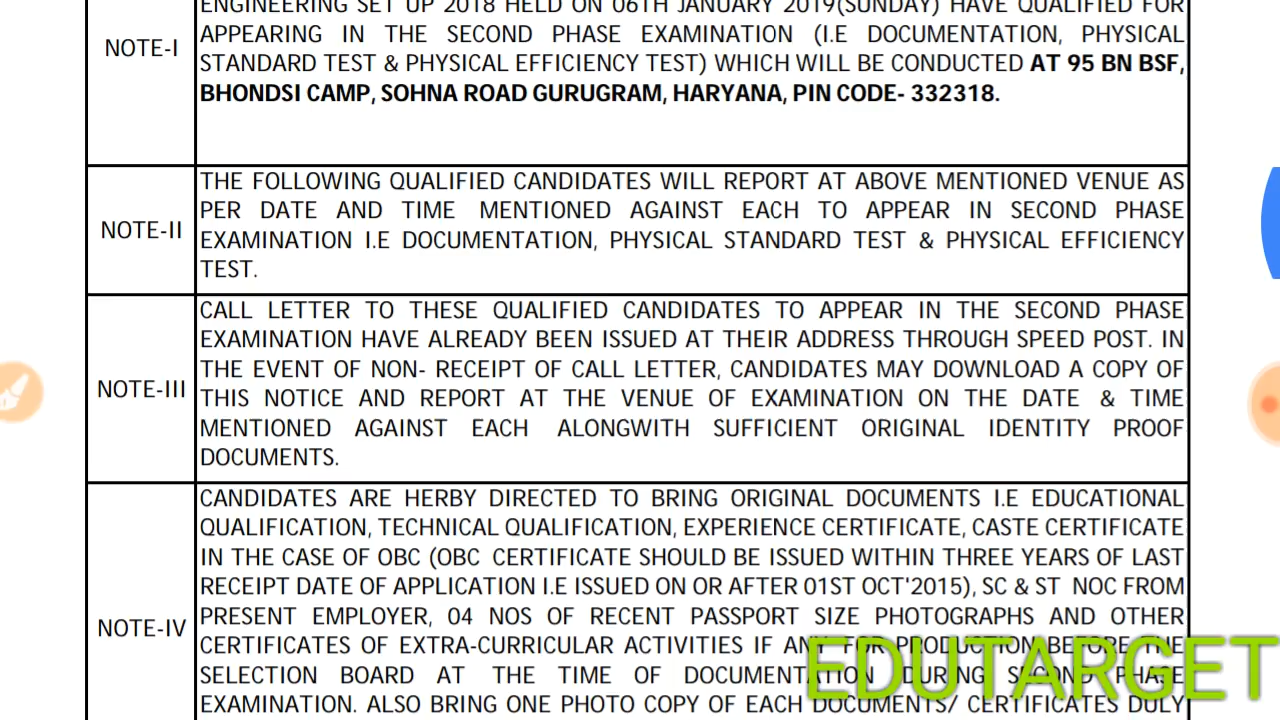 ENGINEERING SET UP 2018 HELD ON 06TH JANUARY 2019(SUNDAY) HAVE QUALIFIED FOR
NOTE-I
APPEARING IN THE SECOND PHASE EXAMINATION (I.E DOCUMENTATION, PHYSICAL
STANDARD TEST & PHYSICAL EFFICIENCY TEST) WHICH WILL BE CONDUCTED AT 95 BN BSF,
BHONDSI CAMP, SOHNA ROAD GURUGRAM, HARYANA, PIN CODE- 332318.
NOTE-II
THE FOLLOWING QUALIFIED CANDIDATES WILL REPORT AT ABOVE MENTIONED VENUE AS
PER DATE AND TIME MENTIONED AGAINST EACH TO APPEAR IN SECOND PHASE
EXAMINATION I.E DOCUMENTATION, PHYSICAL STANDARD TEST & PHYSICAL EFFICIENCY
TEST.
NOTE-III
CALL LETTER TO THESE QUALIFIED CANDIDATES TO APPEAR IN THE SECOND PHASE
EXAMINATION HAVE ALREADY BEEN ISSUED AT THEIR ADDRESS THROUGH SPEED POST. IN
THE EVENT OF NON- RECEIPT OF CALL LETTER, CANDIDATES MAY DOWNLOAD A COPY OF
THIS NOTICE AND REPORT AT THE VENUE OF EXAMINATION ON THE DATE & TIME
MENTIONED AGAINST EACH ALONGWITH SUFFICIENT ORIGINAL IDENTITY PROOF
DOCUMENTS.
NOTE-IV
CANDIDATES ARE HERBY DIRECTED TO BRING ORIGINAL DOCUMENTS I.E EDUCATIONAL
QUALIFICATION, TECHNICAL QUALIFICATION, EXPERIENCE CERTIFICATE, CASTE CERTIFICATE
IN THE CASE OF OBC (OBC CERTIFICATE SHOULD BE ISSUED WITHIN THREE YEARS OF LAST
RECEIPT DATE OF APPLICATION I.E ISSUED ON OR AFTER 01ST OCT'2015), SC & ST NOC FROM
PRESENT EMPLOYER, 04 NOS OF RECENT PASSPORT SIZE PHOTOGRAPHS AND OTHER
CERTIFICATES OF EXTRA-CURRICULAR ACTIVITIES IF ANY FOR PRODUCTION BEFORE THE
SELECTION BOARD AT THE TIME OF DOCUMENTATION DURING SECOND PHASE
EXAMINATION. ALSO BRING ONE PHOTO COPY OF EACH DOCUMENTS/ CERTIFICATES DULY
EDUTARGET